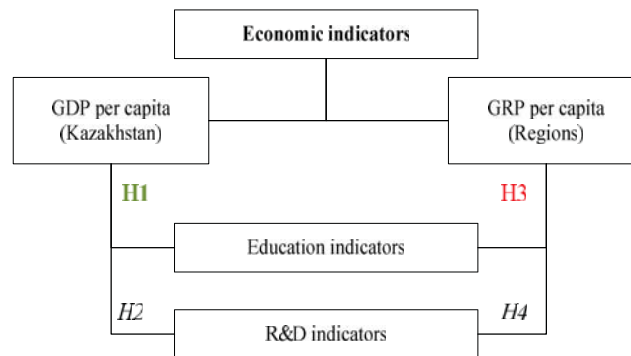 Economic indicators
GDP per capita
(Kazakhstan)
GRP per capita
(Regions)
H1
H3
Education indicators
H2
H4
R&D indicators